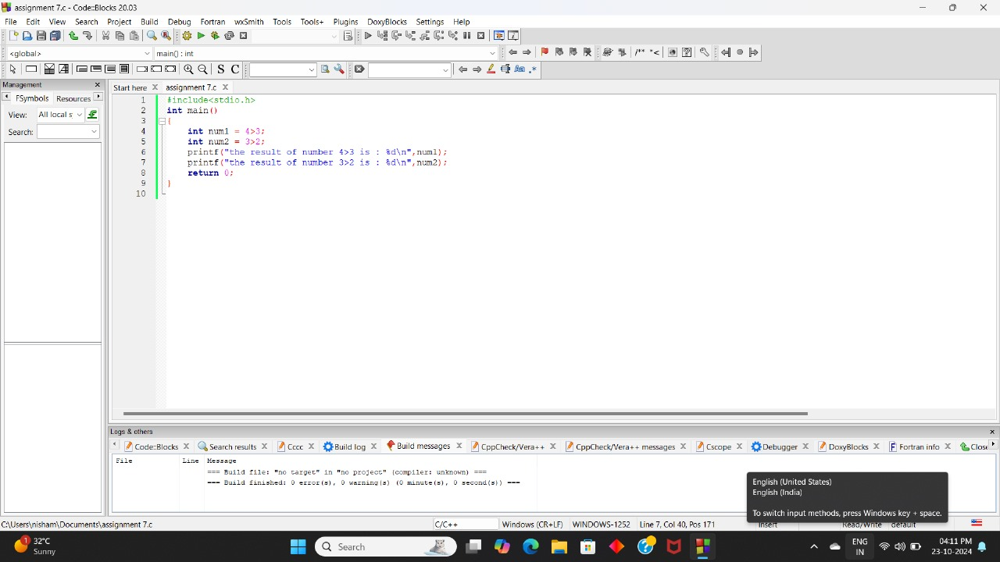 assignment 7.c - Code::Blocks 20.03
File Edit View Search Project Build Debug Fortran wxSmith Tools Tools+ Plugins DoxyBlocks Settings Help
<global> main() : int
/** *<
S C Aa .*
Management
FSymbols Resources
View: All local s
Search:
Start here assignment 7.c
1 #include<stdio.h>
2 int main()
3 {
4 int num1 = 4>3;
5 int num2 = 3>2;
6 printf("the result of number 4>3 is : %d\n",num1);
7 printf("the result of number 3>2 is : %d\n",num2);
8 return 0;
9 }
10
Logs & others
Code::Blocks Search results Cccc Build log Build messages CppCheck/Vera++ CppCheck/Vera++ messages Cscope Debugger DoxyBlocks Fortran info Close
File Line Message
=== Build file: "no target" in "no project" (compiler: unknown) ===
=== Build finished: 0 error(s), 0 warning(s) (0 minute(s), 0 second(s)) ===
English (United States)
English (India)
To switch input methods, press Windows key + space.
C:\Users\nisham\Documents\assignment 7.c C/C++ Windows (CR+LF) WINDOWS-1252 Line 7, Col 40, Pos 171 Insert Read/Write default
1 32°C
Sunny
Search
ENG
IN
04:11 PM
23-10-2024